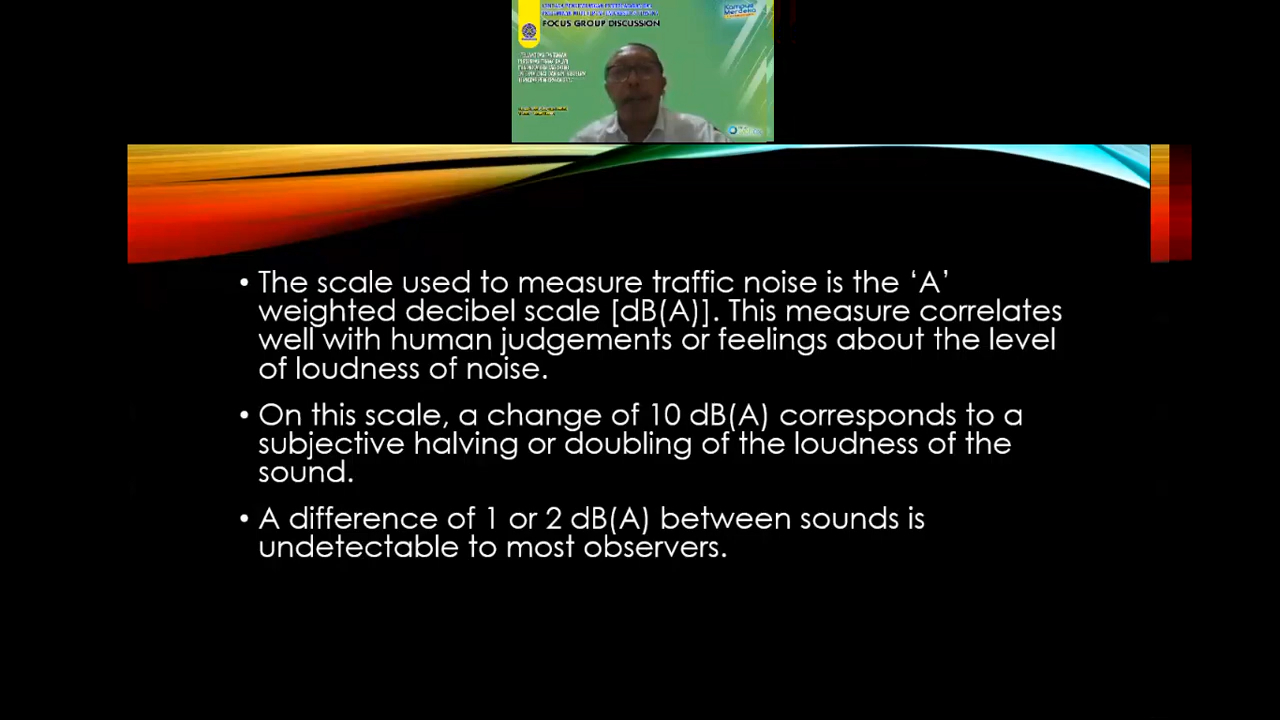 FOCUS GROUP DISCUSSION
Kampus
Merdeka
• The scale used to measure traffic noise is the ‘A’
weighted decibel scale [dB(A)]. This measure correlates
well with human judgements or feelings about the level
of loudness of noise.
• On this scale, a change of 10 dB(A) corresponds to a
subjective halving or doubling of the loudness of the
sound.
• A difference of 1 or 2 dB(A) between sounds is
undetectable to most observers.